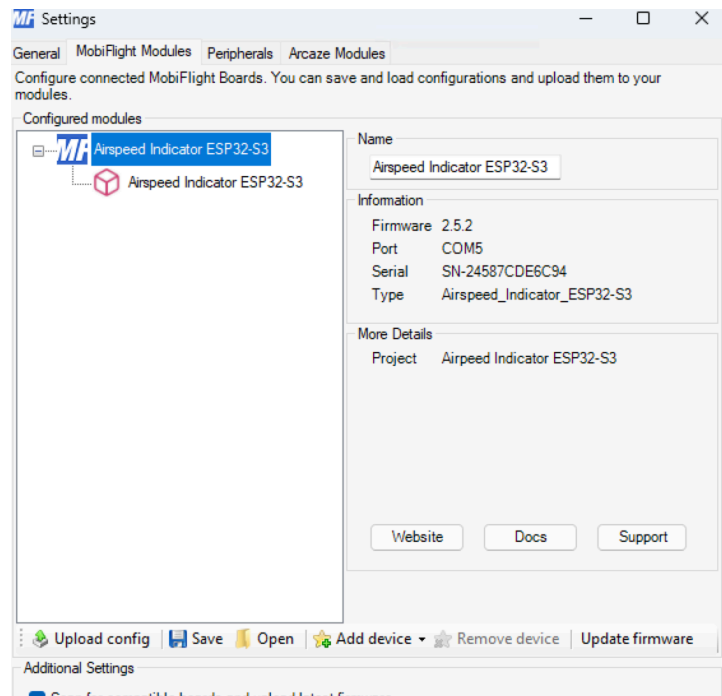 MF Settings
General MobiFlight Modules Peripherals Arcaze Modules
Configure connected MobiFlight Boards. You can save and load configurations and upload them to your
modules.
Configured modules
MF Airspeed Indicator ESP32-S3
Airspeed Indicator ESP32-S3
Name
Airspeed Indicator ESP32-S3
Information
Firmware 2.5.2
Port COM5
Serial SN-24587CDE6C94
Type Airspeed_Indicator_ESP32-S3
More Details
Project Airpeed Indicator ESP32-S3
Website Docs Support
Upload config Save Open Add device Remove device Update firmware
Additional Settings